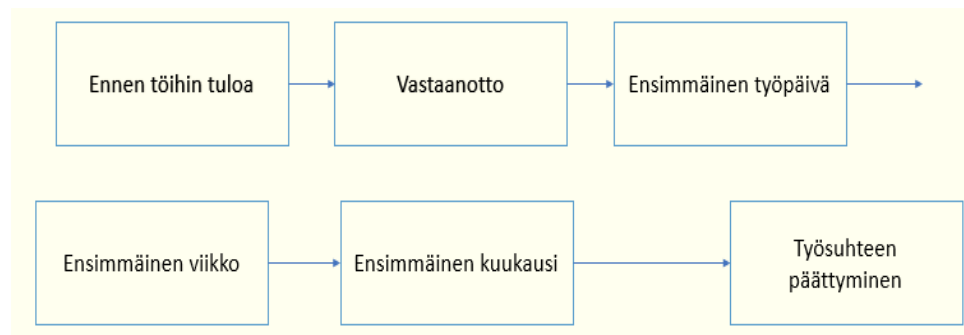 Ennen töihin tuloa
Vastaanotto
Ensimmäinen työpäivä
Ensimmäinen viikko
Ensimmäinen kuukausi
Työsuhteen
päättyminen